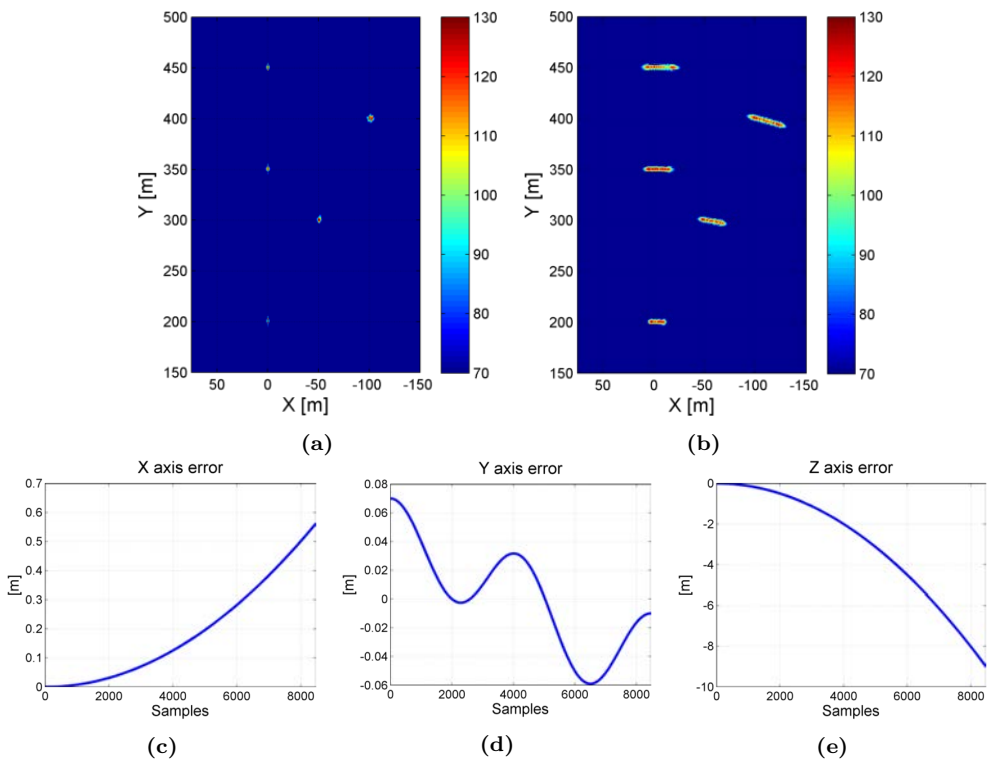 500
450
400
350
300
250
200
150
Y [m]
50 0 -50 -100 -150
X [m]
130
120
110
100
90
80
70
(a)
500
450
400
350
300
250
200
150
Y [m]
50 0 -50 -100 -150
X [m]
130
120
110
100
90
80
70
(b)
X axis error
0.7
0.6
0.5
0.4
0.3
0.2
0.1
0
[m]
0 2000 4000 6000 8000
Samples
(c)
Y axis error
0.08
0.06
0.04
0.02
0
-0.02
-0.04
-0.06
[m]
0 2000 4000 6000 8000
Samples
(d)
Z axis error
0
-2
-4
-6
-8
-10
[m]
0 2000 4000 6000 8000
Samples
(e)